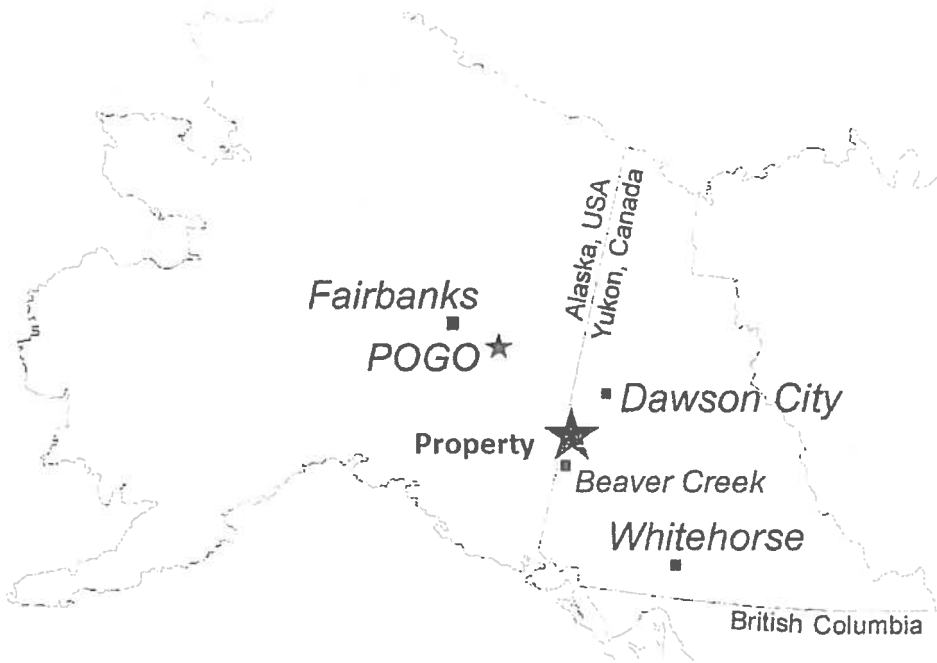 Alaska, USA
Yukon, Canada
Fairbanks
POGO
Dawson City
Property
Beaver Creek
Whitehorse
British Columbia